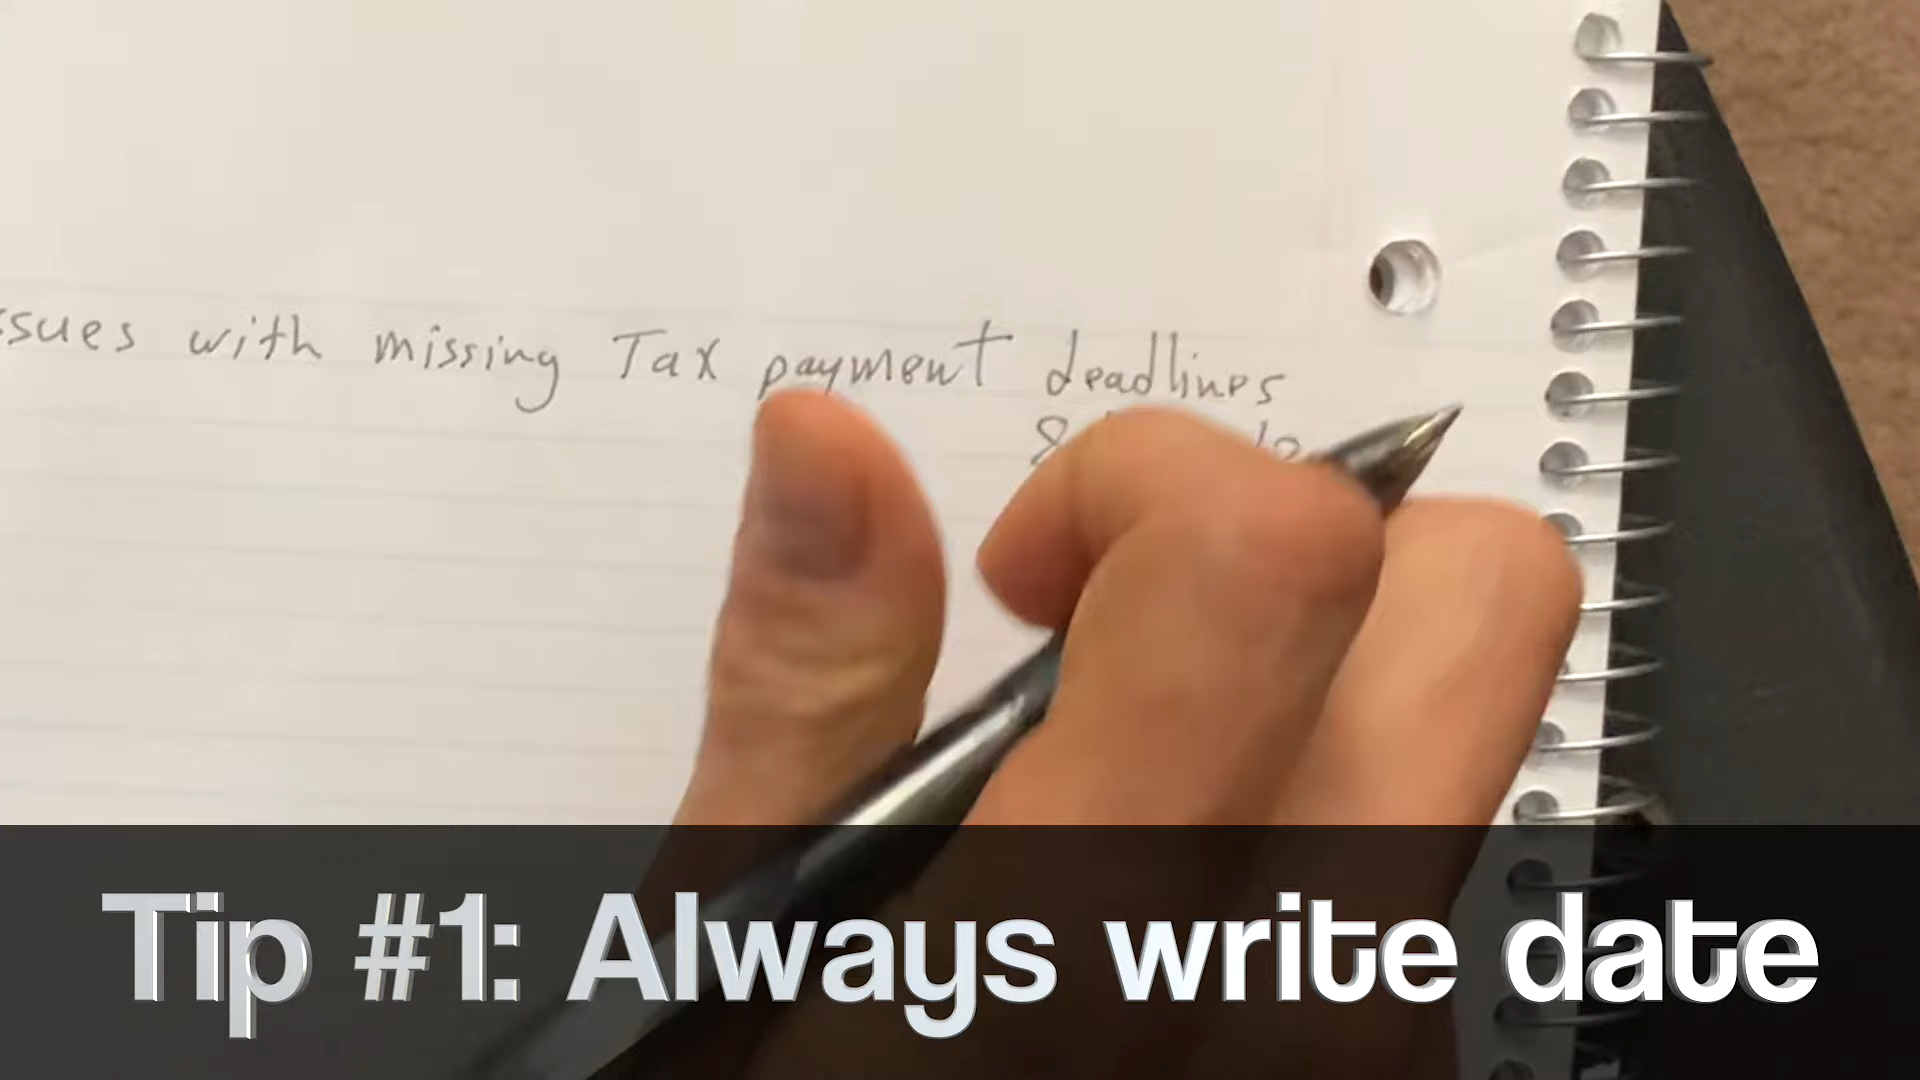 ssues with missing Tax payment deadlines
Tip #1: Always write date